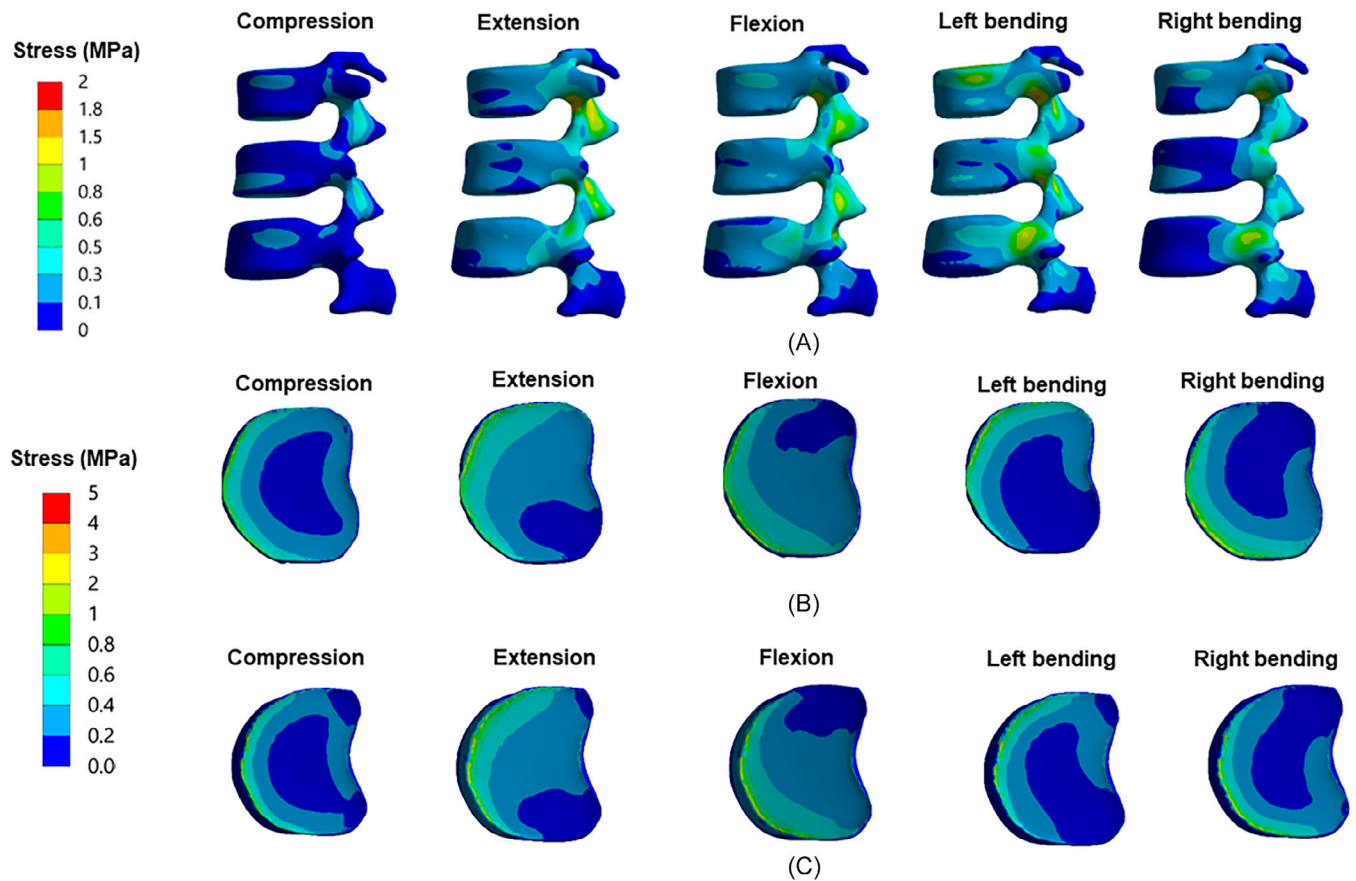 Compression Extension Flexion Left bending Right bending
Stress (MPa)
2
1.8
1.5
1
0.8
0.6
0.5
0.3
0.1
0
(A)
Compression Extension Flexion Left bending Right bending
Stress (MPa)
5
4
3
2
1
0.8
0.6
0.4
0.2
0.0
(B)
Compression Extension Flexion Left bending Right bending
(C)